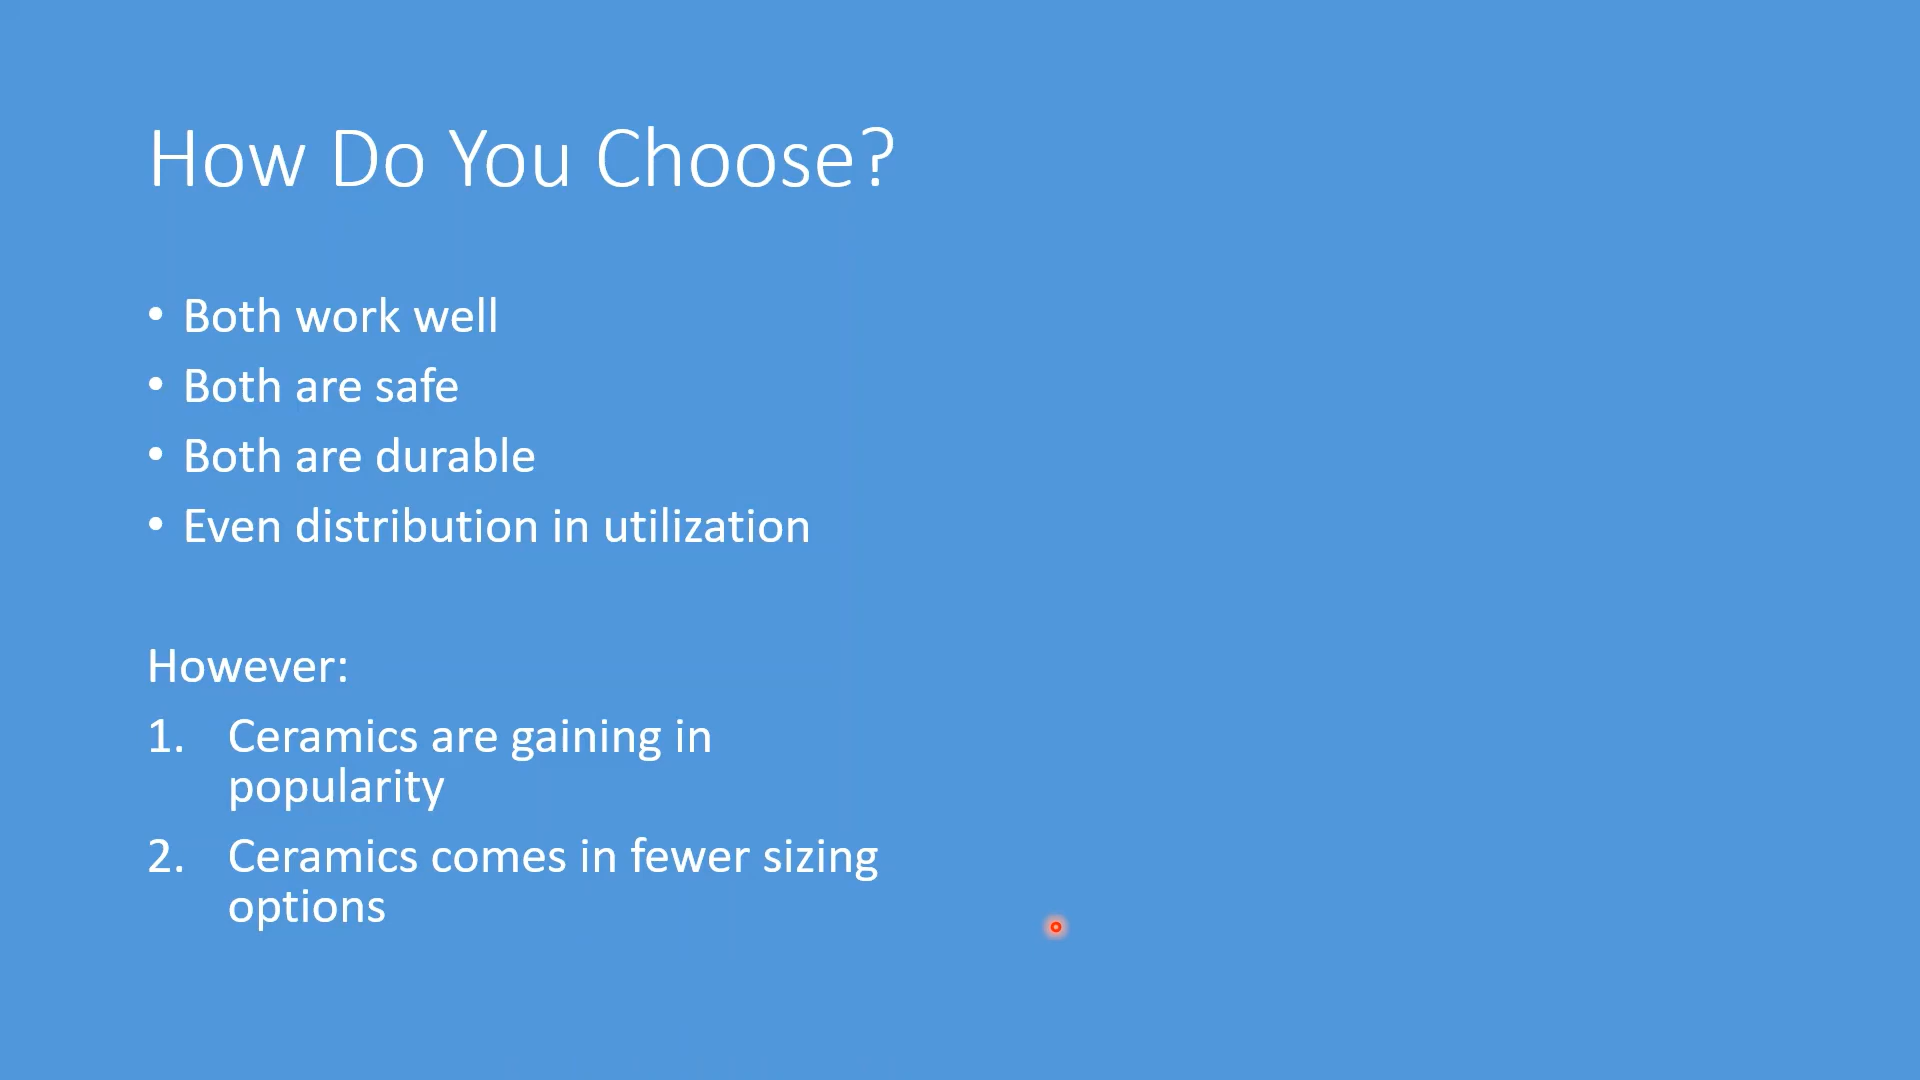 How Do You Choose?
• Both work well
• Both are safe
• Both are durable
• Even distribution in utilization
However:
1. Ceramics are gaining in
popularity
2. Ceramics comes in fewer sizing
options